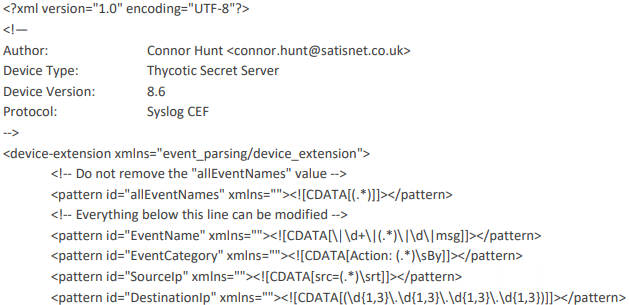 <?xml version="1.0" encoding="UTF-8"?>
<!—
Author: Connor Hunt <connor.hunt@satisnet.co.uk>
Device Type: Thycotic Secret Server
Device Version: 8.6
Protocol: Syslog CEF
-->
<device-extension xmlns="event_parsing/device_extension">
<!-- Do not remove the "allEventNames" value -->
<pattern id="allEventNames" xmlns=""><![CDATA[(.*)]]></pattern>
<!-- Everything below this line can be modified -->
<pattern id="EventName" xmlns=""><![CDATA[\|\d+\|(.*)\|\d\|msg]]></pattern>
<pattern id="EventCategory" xmlns=""><![CDATA[Action: (.*)\sBy]]></pattern>
<pattern id="SourceIp" xmlns=""><![CDATA[src=(.*)\srt]]></pattern>
<pattern id="DestinationIp" xmlns=""><![CDATA[(\d{1,3}\.\d{1,3}\.\d{1,3}\.\d{1,3})]]></pattern>